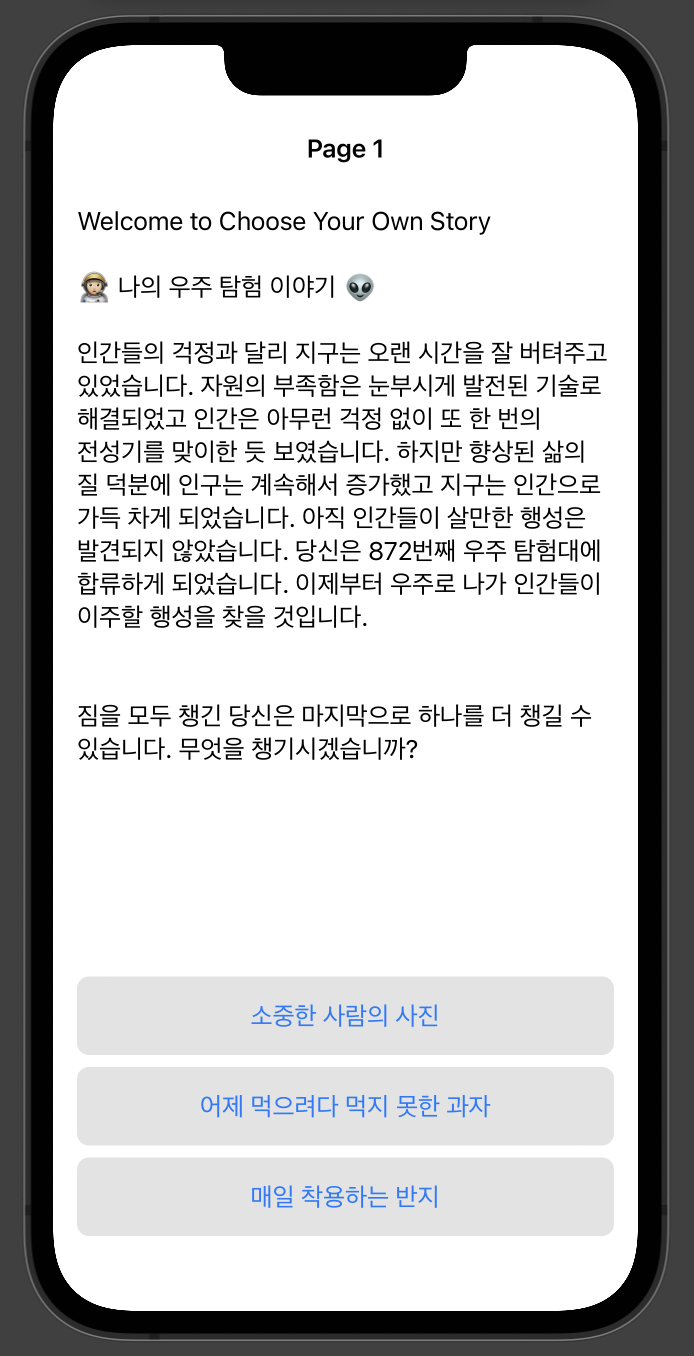 Page 1
Welcome to Choose Your Own Story
🧑🏼‍🚀 나의 우주 탐험 이야기 👽
인간들의 걱정과 달리 지구는 오랜 시간을 잘 버텨주고
있었습니다. 자원의 부족함은 눈부시게 발전된 기술로
해결되었고 인간은 아무런 걱정 없이 또 한 번의
전성기를 맞이한 듯 보였습니다. 하지만 향상된 삶의
질 덕분에 인구는 계속해서 증가했고 지구는 인간으로
가득 차게 되었습니다. 아직 인간들이 살만한 행성은
발견되지 않았습니다. 당신은 872번째 우주 탐험대에
합류하게 되었습니다. 이제부터 우주로 나가 인간들이
이주할 행성을 찾을 것입니다.
짐을 모두 챙긴 당신은 마지막으로 하나를 더 챙길 수
있습니다. 무엇을 챙기시겠습니까?
소중한 사람의 사진
어제 먹으려다 먹지 못한 과자
매일 착용하는 반지